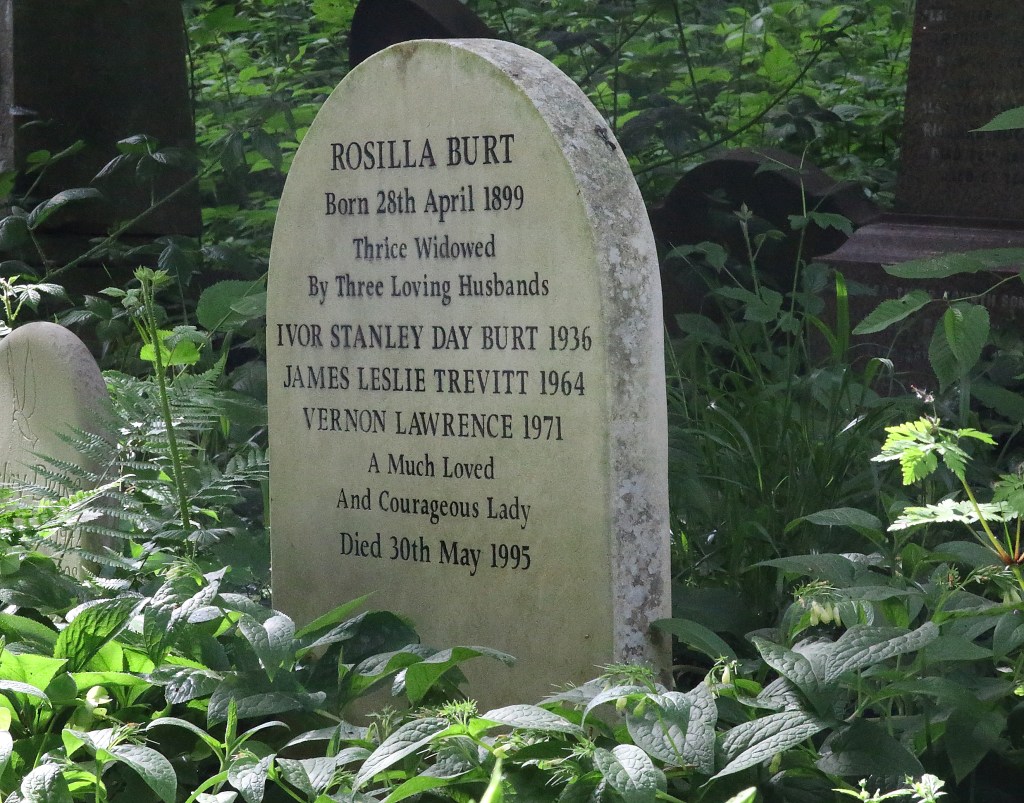 ROSILLA BURT
Born 28th April 1899
Thrice Widowed
By Three Loving Husbands
IVOR STANLEY DAY BURT 1936
JAMES LESLIE TREVITT 1964
VERNON LAWRENCE 1971
A Much Loved
And Courageous Lady
Died 30th May 1995